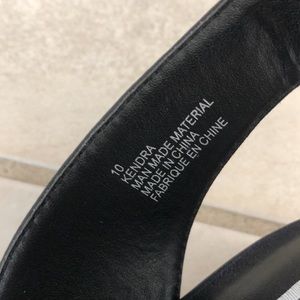 10
KENDRA
MAN MADE MATERIAL
MADE IN CHINA
FABRIQUE EN CHINE